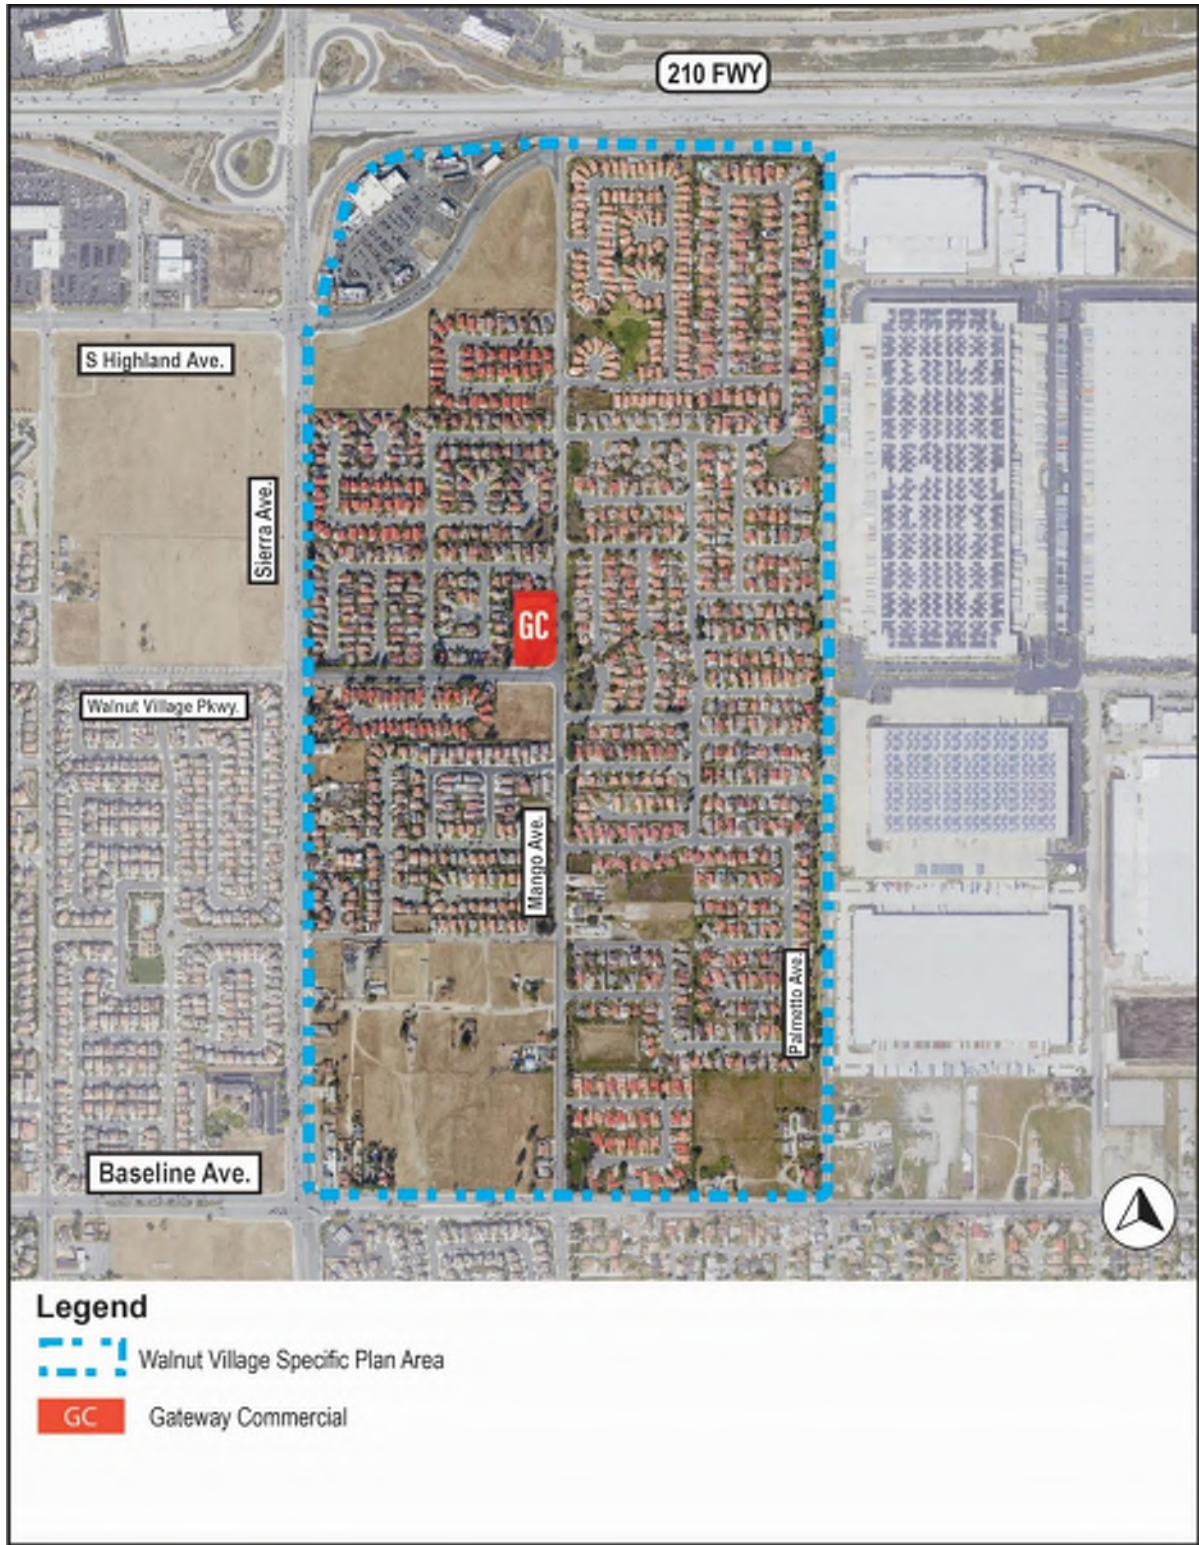 210 FWY
S Highland Ave.
Sierra Ave.
GC
Walnut Village Pkwy.
Mango Ave.
Palmetto Ave.
Baseline Ave.
Legend
Walnut Village Specific Plan Area
GC Gateway Commercial